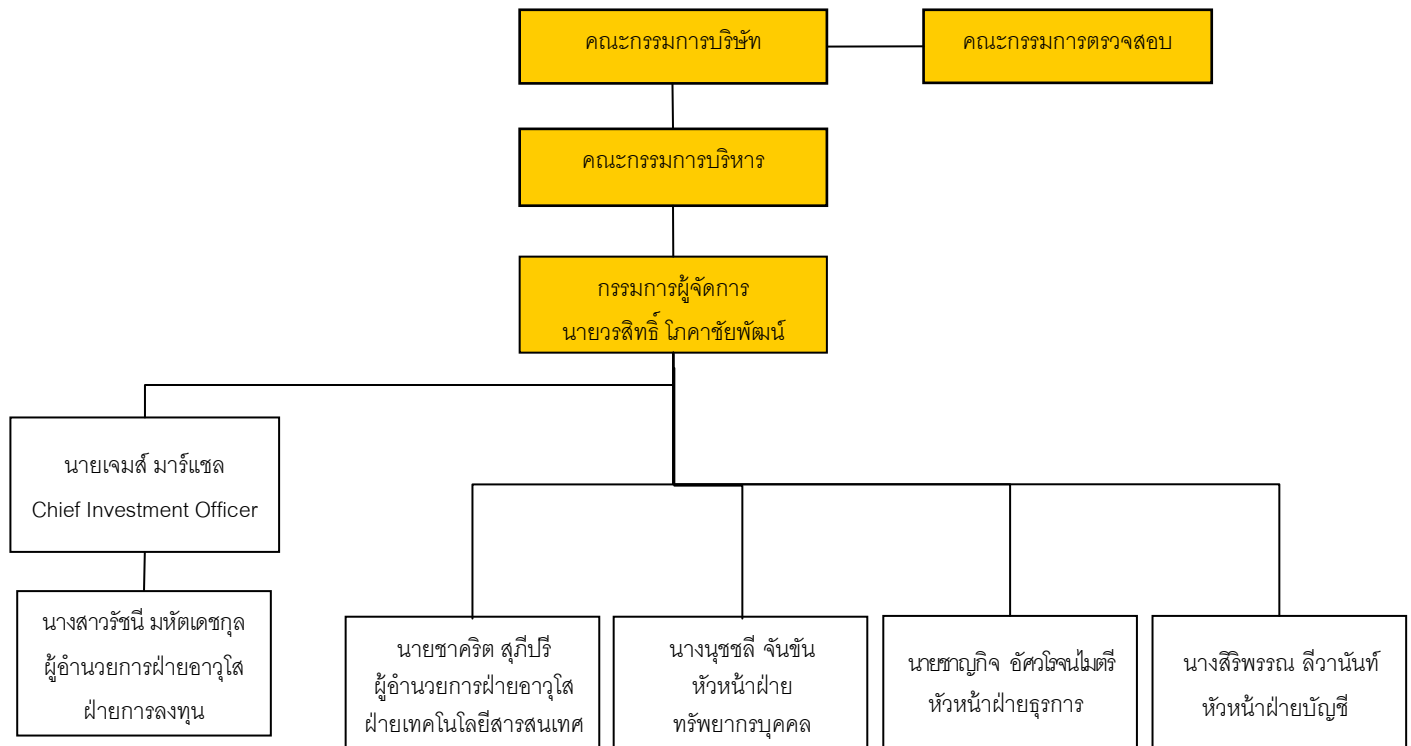 คณะกรรมการบริษัท
คณะกรรมการตรวจสอบ
คณะกรรมการบริหาร
กรรมการผู้จัดการ
นายวรสิทธิ์ โภคาชัยพัฒน์
นายเจมส์ มาร์แชล
Chief Investment Officer
นางสาวรัชนี มหัตเดชกุล
ผู้อำนวยการฝ่ายอาวุโส
ฝ่ายการลงทุน
นายชาคริต สุภีปรี
ผู้อำนวยการฝ่ายอาวุโส
ฝ่ายเทคโนโลยีสารสนเทศ
นางนุชชลี จันขัน
หัวหน้าฝ่าย
ทรัพยากรบุคคล
นายชาญกิจ อัศวโรจนไมตรี
หัวหน้าฝ่ายธุรการ
นางสิริพรรณ ลีวานันท์
หัวหน้าฝ่ายบัญชี